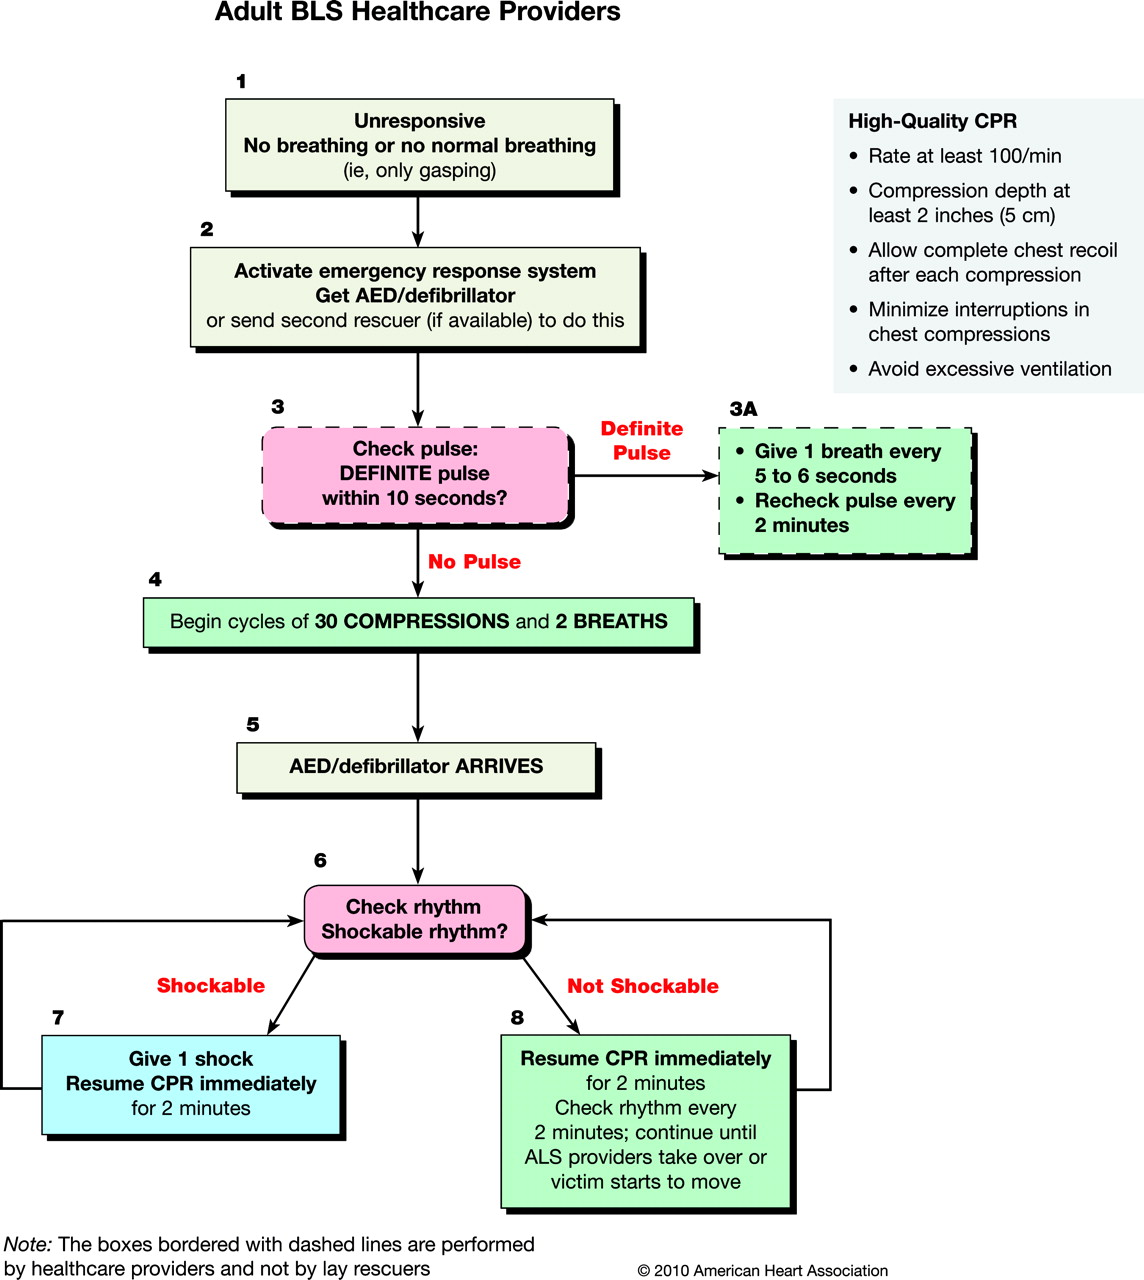 Adult BLS Healthcare Providers
1
Unresponsive
No breathing or no normal breathing
(ie, only gasping)
2
Activate emergency response system
Get AED/defibrillator
or send second rescuer (if available) to do this
High-Quality CPR
• Rate at least 100/min
• Compression depth at
least 2 inches (5 cm)
• Allow complete chest recoil
after each compression
• Minimize interruptions in
chest compressions
• Avoid excessive ventilation
3
Check pulse:
DEFINITE pulse
within 10 seconds?
Definite
Pulse
3A
• Give 1 breath every
5 to 6 seconds
• Recheck pulse every
2 minutes
No Pulse
4
Begin cycles of 30 COMPRESSIONS and 2 BREATHS
5
AED/defibrillator ARRIVES
6
Check rhythm
Shockable rhythm?
Shockable
Not Shockable
7
Give 1 shock
Resume CPR immediately
for 2 minutes
8
Resume CPR immediately
for 2 minutes
Check rhythm every
2 minutes; continue until
ALS providers take over or
victim starts to move
Note: The boxes bordered with dashed lines are performed
by healthcare providers and not by lay rescuers
© 2010 American Heart Association